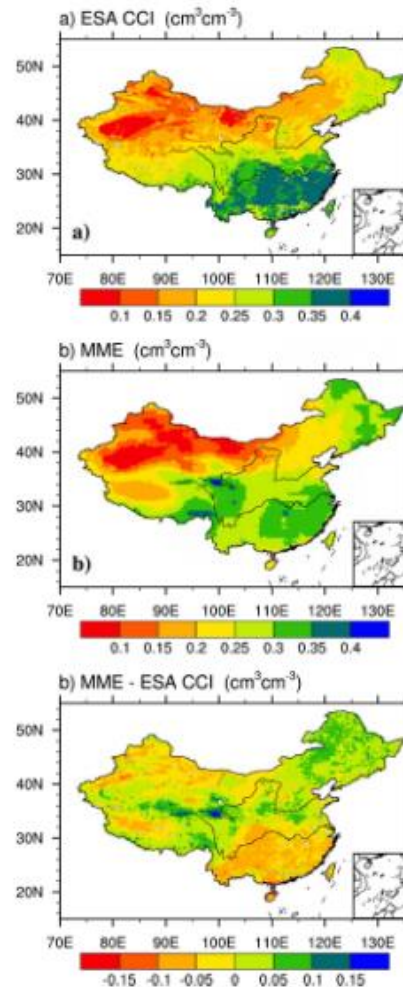 a) ESA CCI (cm³cm⁻³)
50N
40N
30N
20N
a)
70E 80E 90E 100E 110E 120E 130E
0.1 0.15 0.2 0.25 0.3 0.35 0.4
b) MME (cm³cm⁻³)
50N
40N
30N
20N
b)
70E 80E 90E 100E 110E 120E 130E
0.1 0.15 0.2 0.25 0.3 0.35 0.4
b) MME - ESA CCI (cm³cm⁻³)
50N
40N
30N
20N
70E 80E 90E 100E 110E 120E 130E
-0.15 -0.1 -0.05 0 0.05 0.1 0.15